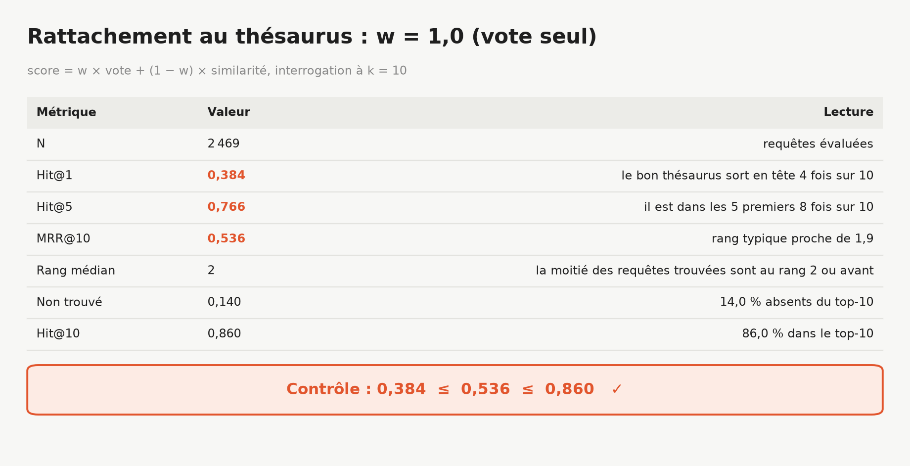 Rattachement au thésaurus : w = 1,0 (vote seul)
score = w × vote + (1 − w) × similarité, interrogation à k = 10
Métrique Valeur Lecture
N 2 469 requêtes évaluées
Hit@1 0,384 le bon thésaurus sort en tête 4 fois sur 10
Hit@5 0,766 il est dans les 5 premiers 8 fois sur 10
MRR@10 0,536 rang typique proche de 1,9
Rang médian 2 la moitié des requêtes trouvées sont au rang 2 ou avant
Non trouvé 0,140 14,0 % absents du top-10
Hit@10 0,860 86,0 % dans le top-10
Contrôle : 0,384 ≤ 0,536 ≤ 0,860 ✓